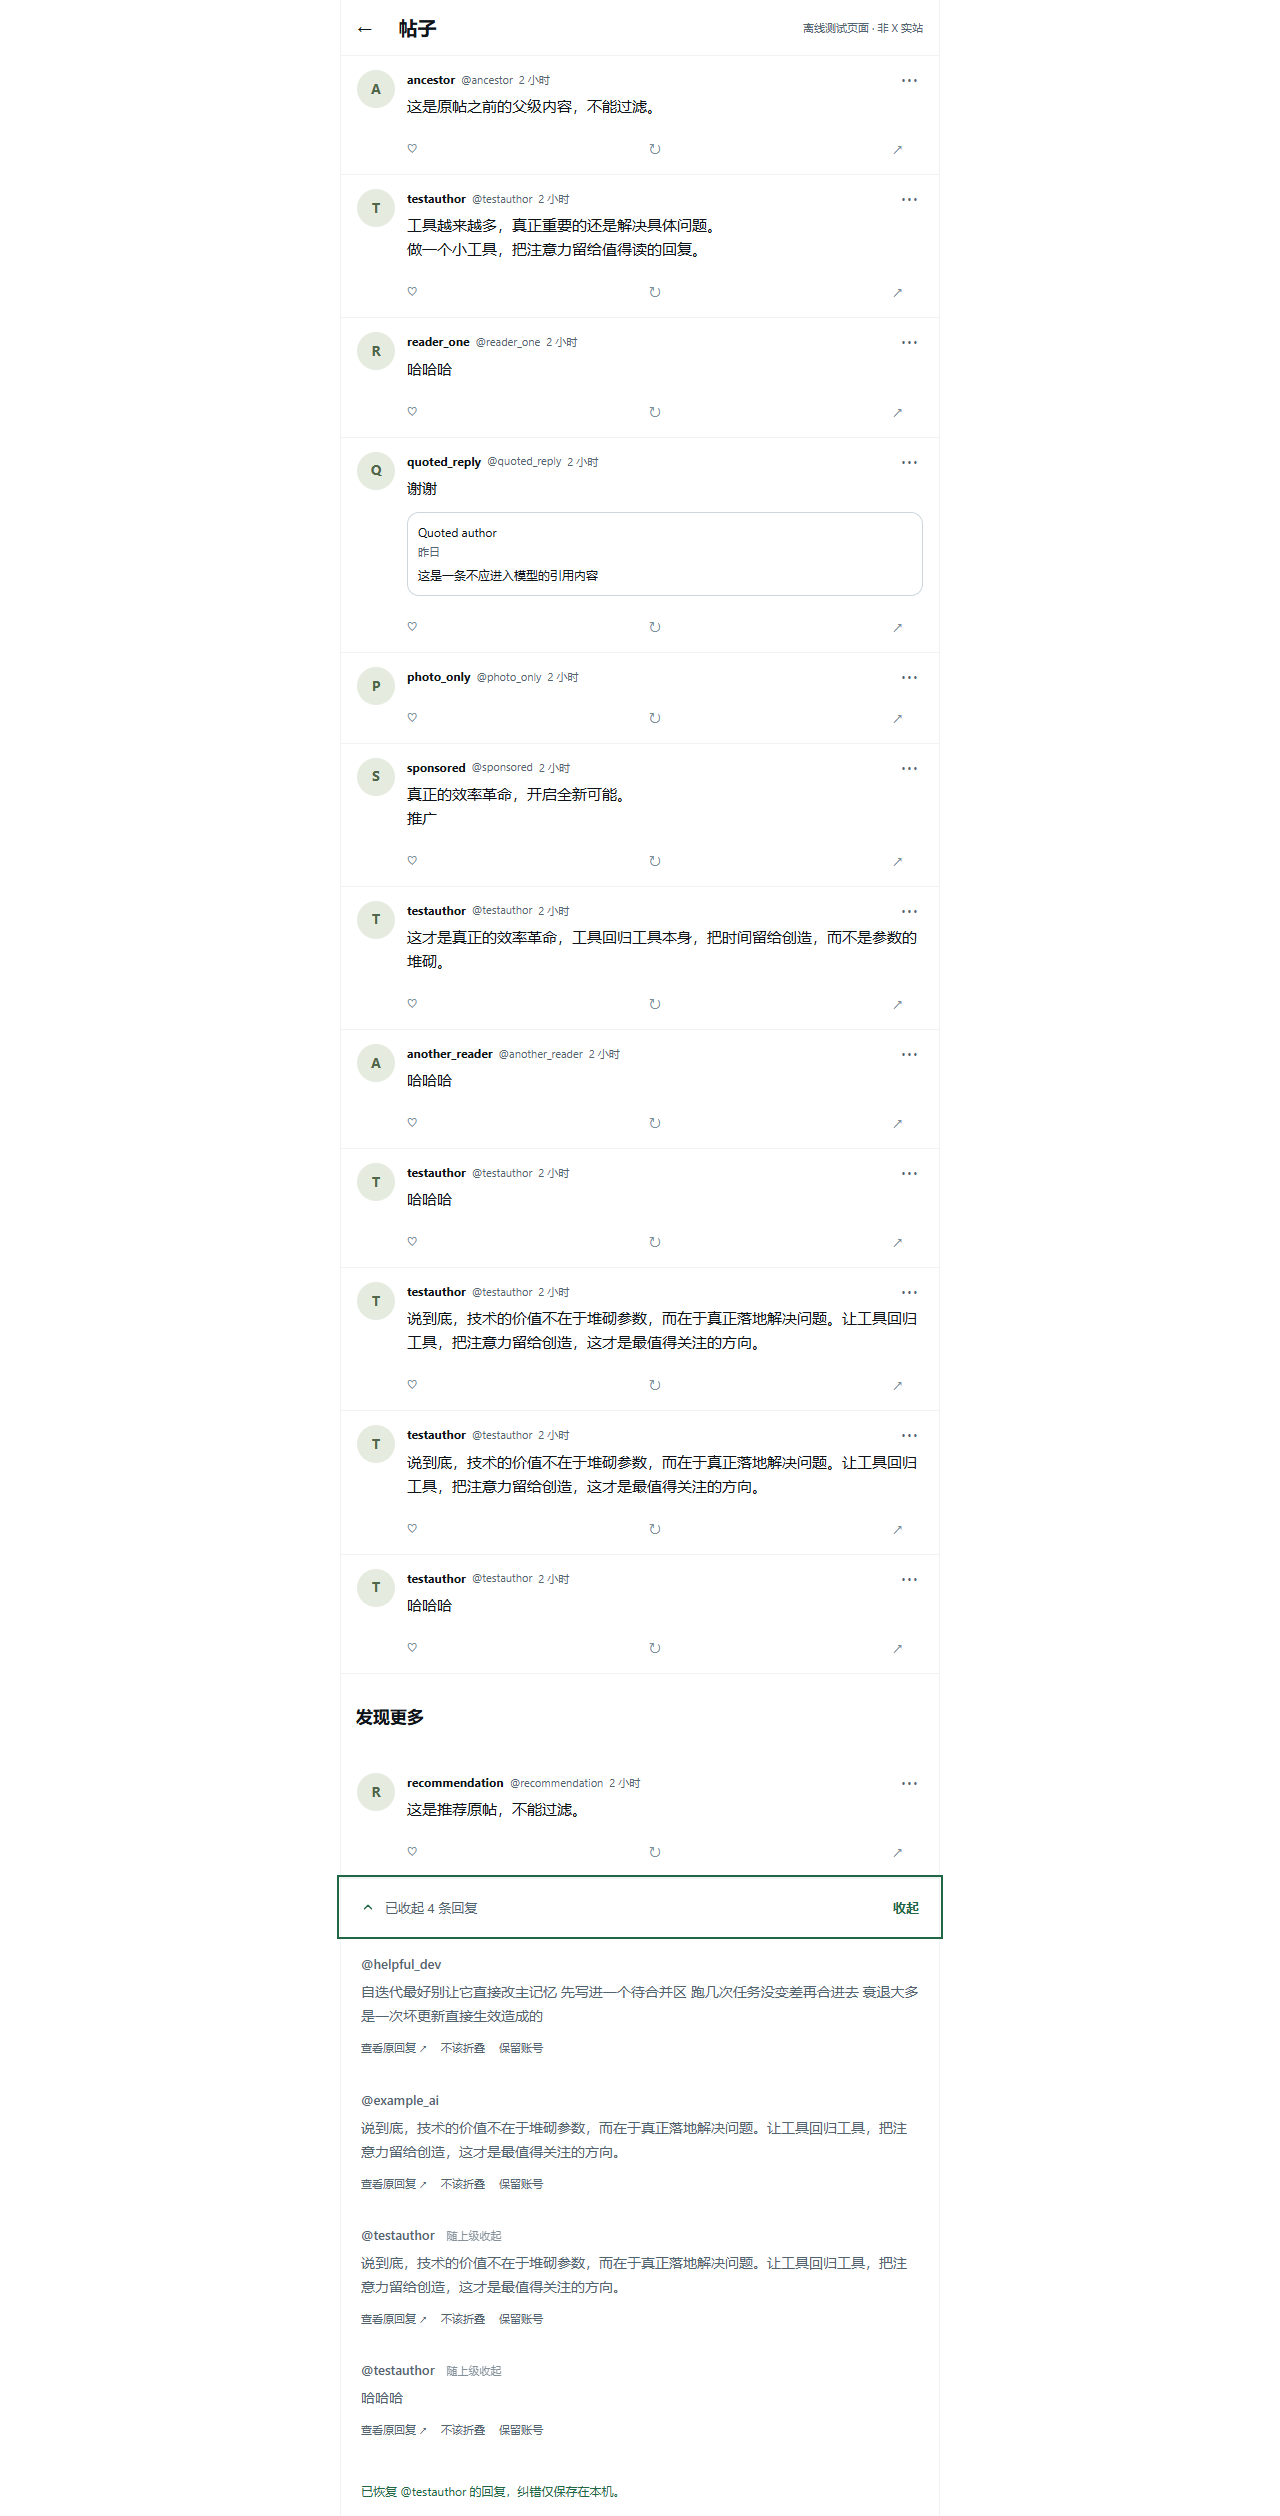 ← 帖子 离线测试页面 · 非 X 实站
A ancestor @ancestor 2 小时 ···
这是原帖之前的父级内容，不能过滤。
♡ ↻ ↗
T testauthor @testauthor 2 小时 ···
工具越来越多，真正重要的还是解决具体问题。
做一个小工具，把注意力留给值得读的回复。
♡ ↻ ↗
R reader_one @reader_one 2 小时 ···
哈哈哈
♡ ↻ ↗
Q quoted_reply @quoted_reply 2 小时 ···
谢谢
Quoted author
昨日
这是一条不应进入模型的引用内容
♡ ↻ ↗
P photo_only @photo_only 2 小时 ···
♡ ↻ ↗
S sponsored @sponsored 2 小时 ···
真正的效率革命，开启全新可能。
推广
♡ ↻ ↗
T testauthor @testauthor 2 小时 ···
这才是真正的效率革命，工具回归工具本身，把时间留给创造，而不是参数的
堆砌。
♡ ↻ ↗
A another_reader @another_reader 2 小时 ···
哈哈哈
♡ ↻ ↗
T testauthor @testauthor 2 小时 ···
哈哈哈
♡ ↻ ↗
T testauthor @testauthor 2 小时 ···
说到底，技术的价值不在于堆砌参数，而在于真正落地解决问题。让工具回归
工具，把注意力留给创造，这才是最值得关注的方向。
♡ ↻ ↗
T testauthor @testauthor 2 小时 ···
说到底，技术的价值不在于堆砌参数，而在于真正落地解决问题。让工具回归
工具，把注意力留给创造，这才是最值得关注的方向。
♡ ↻ ↗
T testauthor @testauthor 2 小时 ···
哈哈哈
♡ ↻ ↗
发现更多
R recommendation @recommendation 2 小时 ···
这是推荐原帖，不能过滤。
♡ ↻ ↗
已收起 4 条回复 收起
@helpful_dev
自迭代最好别让它直接改主记忆 先写进一个待合并区 跑几次任务没变差再合进去 衰退大多
是一次坏更新直接生效造成的
查看原回复 ↗ 不该折叠 保留账号
@example_ai
说到底，技术的价值不在于堆砌参数，而在于真正落地解决问题。让工具回归工具，把注
意力留给创造，这才是最值得关注的方向。
查看原回复 ↗ 不该折叠 保留账号
@testauthor 随上级收起
说到底，技术的价值不在于堆砌参数，而在于真正落地解决问题。让工具回归工具，把注
意力留给创造，这才是最值得关注的方向。
查看原回复 ↗ 不该折叠 保留账号
@testauthor 随上级收起
哈哈哈
查看原回复 ↗ 不该折叠 保留账号
已恢复 @testauthor 的回复，纠错仅保存在本机。